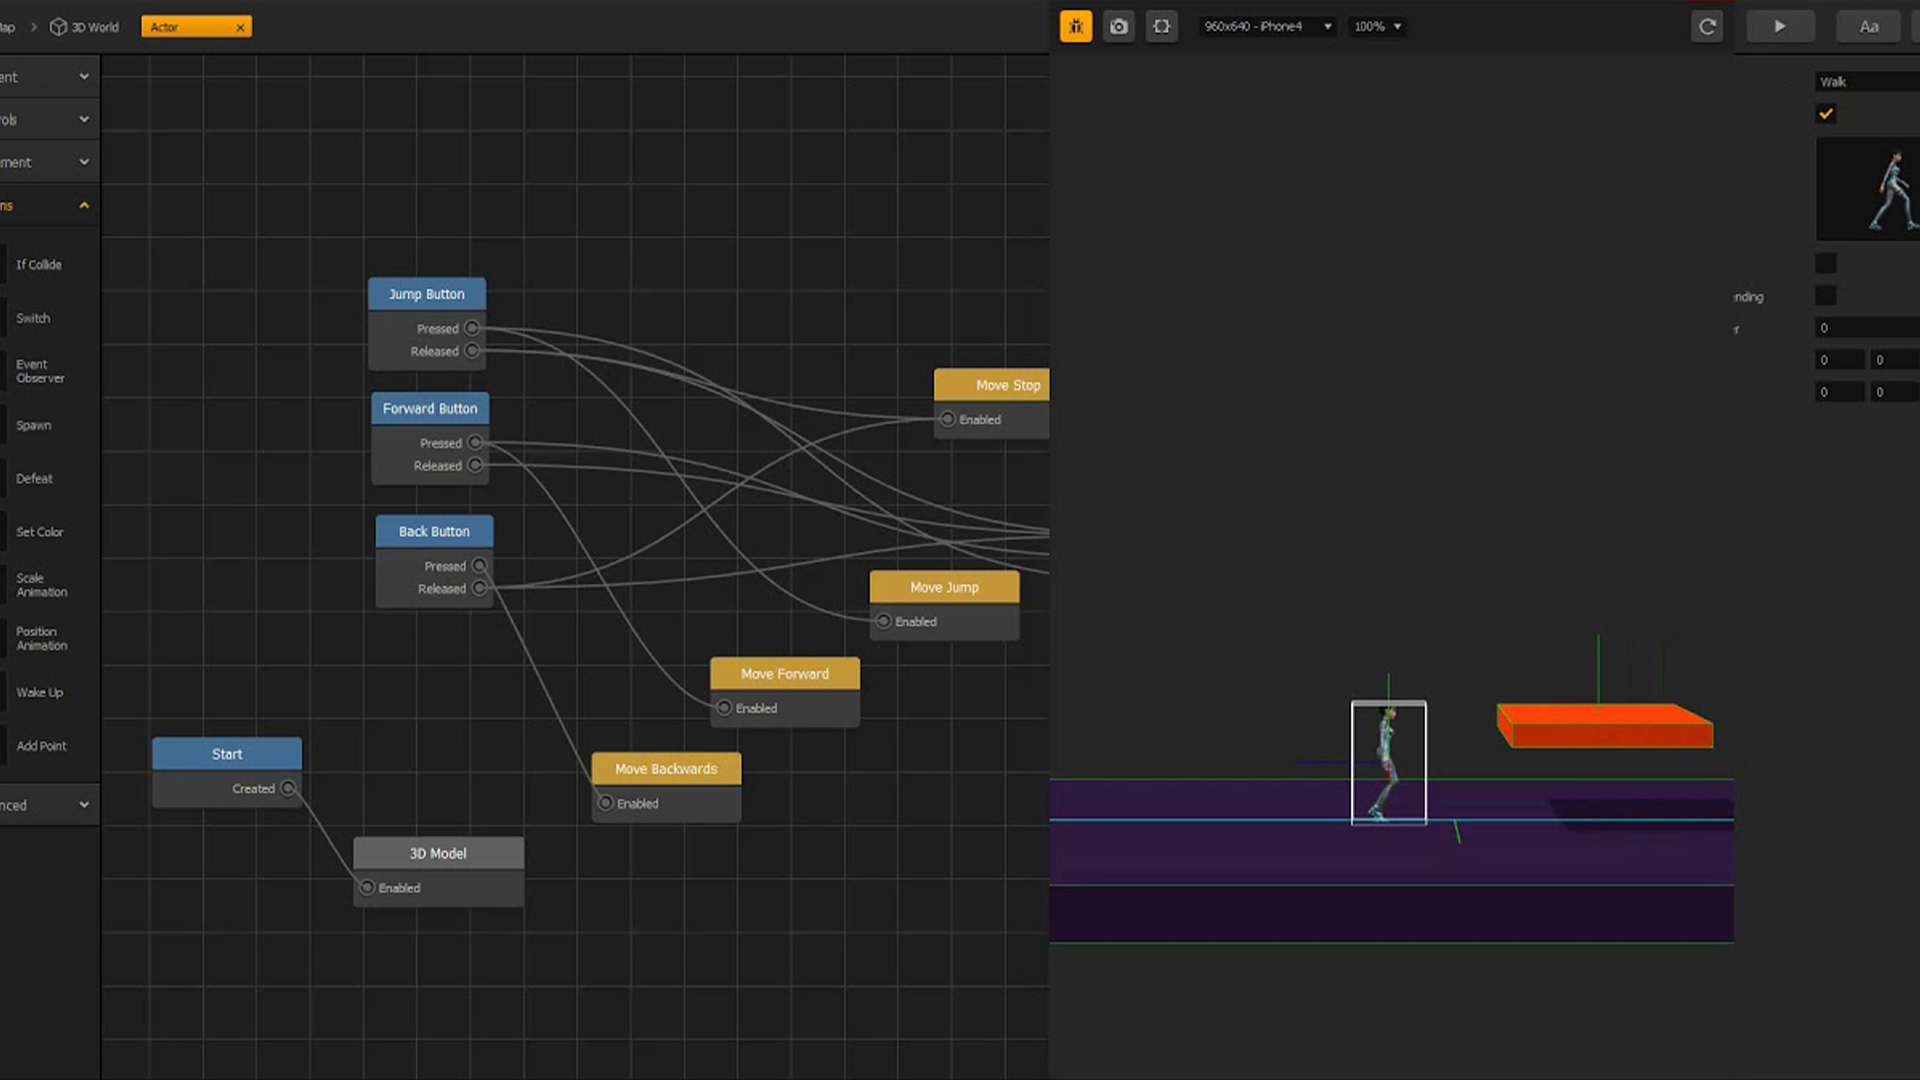 ap > 3D World
Actor ×
960x640 - iPhone4
100%
Aa
ent
ols
ment
ns
If Collide
Switch
Event
Observer
Spawn
Defeat
Set Color
Scale
Animation
Position
Animation
Wake Up
Add Point
nced
Jump Button
Pressed
Released
Forward Button
Pressed
Released
Back Button
Pressed
Released
Start
Created
3D Model
Enabled
Move Stop
Enabled
Move Jump
Enabled
Move Forward
Enabled
Move Backwards
Enabled
Walk
nding
r
0
0 0
0 0